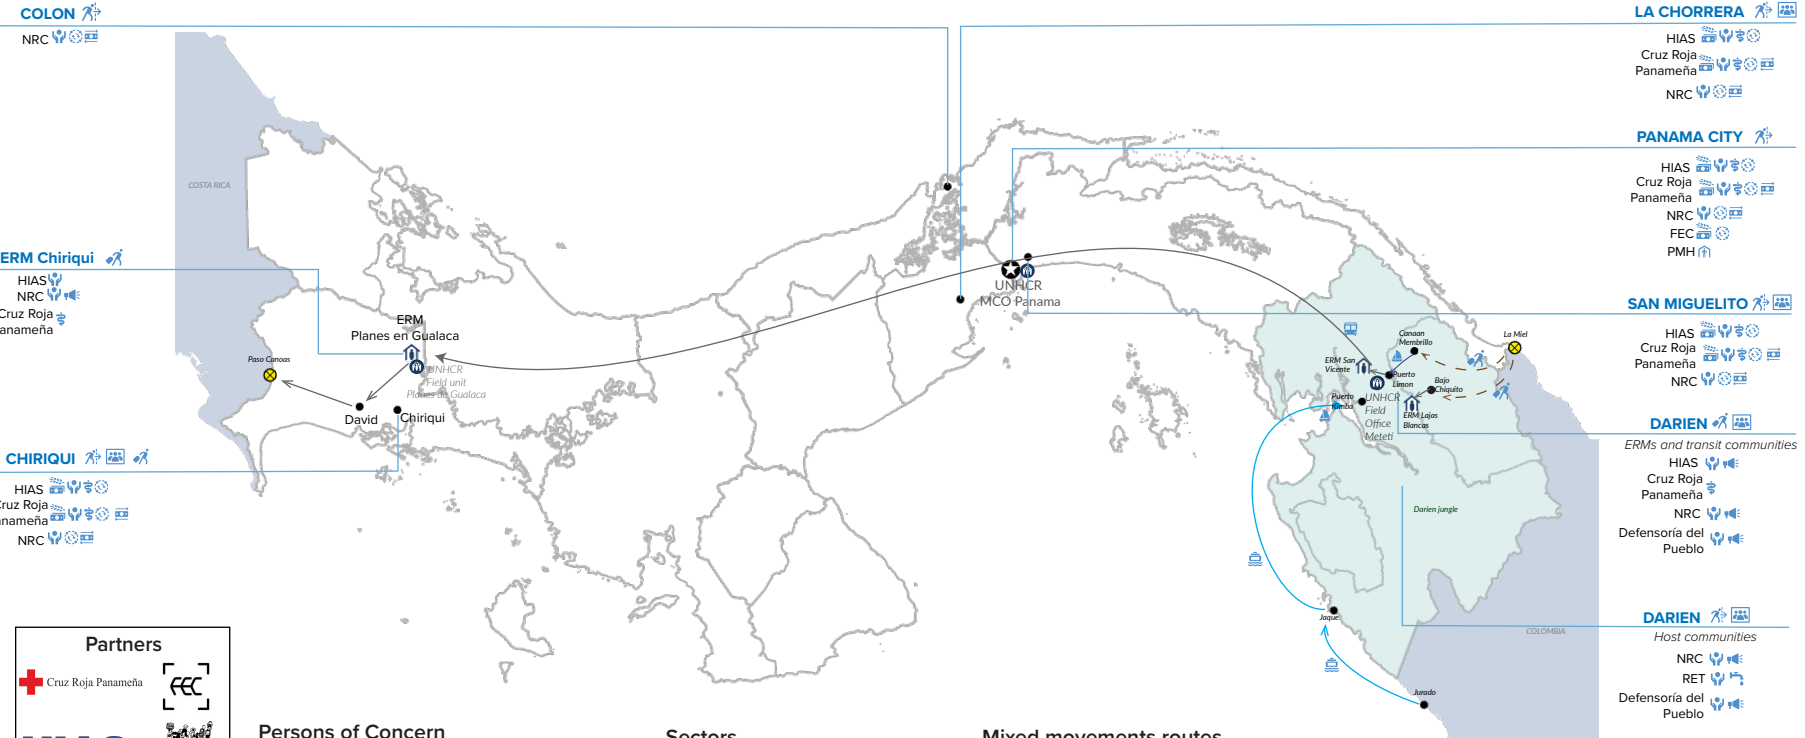 COLON
NRC
LA CHORRERA
HIAS
Cruz Roja
Panameña
NRC
PANAMA CITY
HIAS
Cruz Roja
Panameña
NRC
FEC
PMH
COSTA RICA
ERM Chiriqui
HIAS
NRC
Cruz Roja
anameña
UNHCR
MCO Panama
SAN MIGUELITO
HIAS
Cruz Roja
Panameña
NRC
ERM
Planes en Gualaca
UNHCR
Field unit
Planes de Gualaca
Paso Canoas
David
Chiriqui
La Miel
Canaan
Membrillo
ERM San
Vicente
Puerto
Limon
Bajo
Chiquito
Puerto
Kimba
UNHCR
Field
Office
Meteti
ERM Lajas
Blancas
DARIEN
ERMs and transit communities
HIAS
Cruz Roja
Panameña
NRC
Defensoría del
Pueblo
CHIRIQUI
HIAS
Cruz Roja
anameña
NRC
Darien jungle
Jaque
COLOMBIA
DARIEN
Host communities
NRC
RET
Defensoría del
Pueblo
Jurado
Partners
Cruz Roja Panameña
FEC
HIAS
Persons of Concern
Sectors
Mixed movements routes